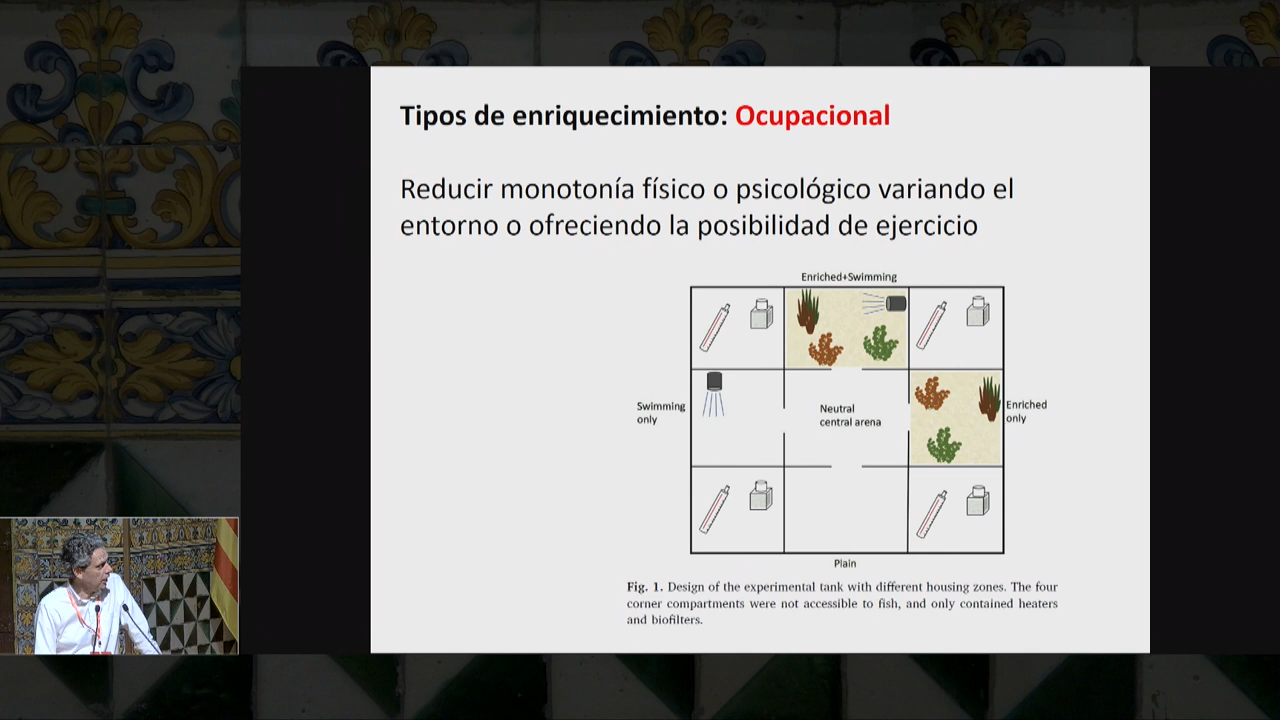 Tipos de enriquecimiento: Ocupacional
Reducir monotonía físico o psicológico variando el
entorno o ofreciendo la posibilidad de ejercicio
Enriched+Swimming
Swimming
only
Neutral
central arena
Enriched
only
Plain
Fig. 1. Design of the experimental tank with different housing zones. The four
corner compartments were not accessible to fish, and only contained heaters
and biofilters.